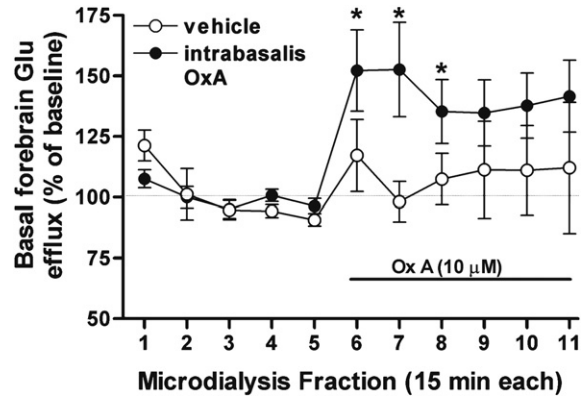 Basal forebrain Glu
efflux (% of baseline)
175
150
125
100
75
50
vehicle
intrabasalis
OxA
*
*
*
Ox A (10 μM)
1 2 3 4 5 6 7 8 9 10 11
Microdialysis Fraction (15 min each)